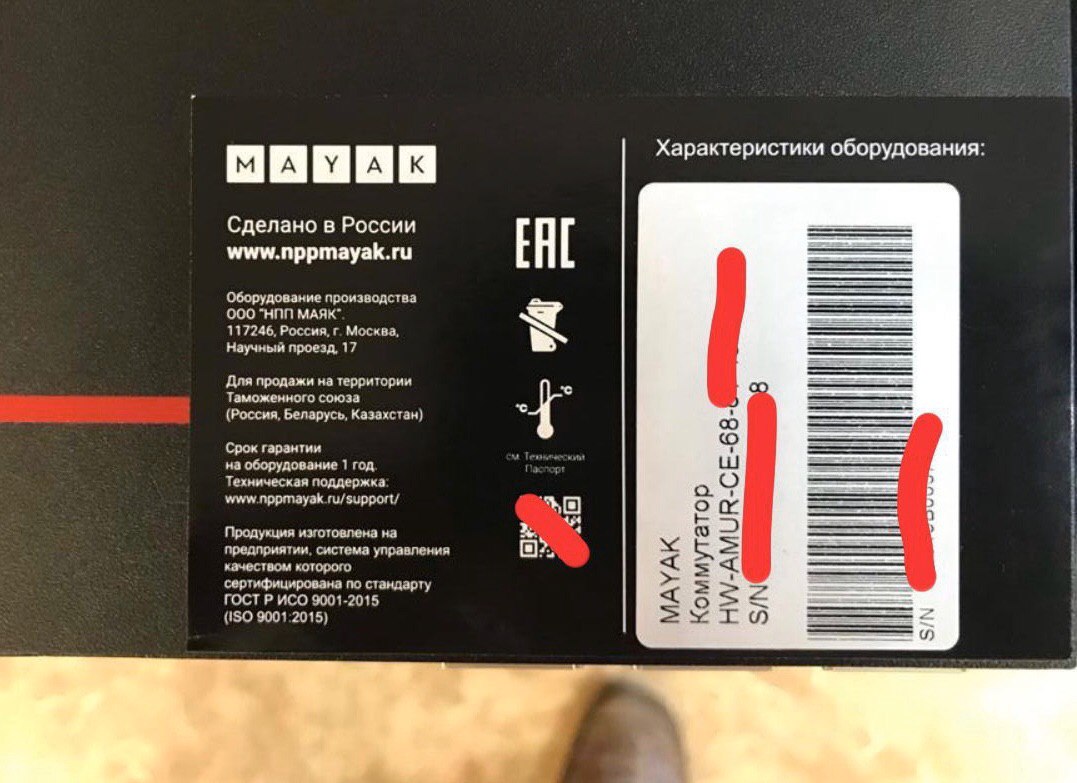 MAYAK
Сделано в России
www.nppmayak.ru
Оборудование производства
ООО "НПП МАЯК".
117246, Россия, г. Москва,
Научный проезд, 17
Для продажи на территории
Таможенного союза
(Россия, Беларусь, Казахстан)
Срок гарантии
на оборудование 1 год.
Техническая поддержка:
www.nppmayak.ru/support/
Продукция изготовлена на
предприятии, система управления
качеством которого
сертифицирована по стандарту
ГОСТ Р ИСО 9001-2015
(ISO 9001:2015)
EAC
см. Технический
Паспорт
Характеристики оборудования:
MAYAK
Коммутатор
HW-AMUR-CE-68-
S/N
S/N